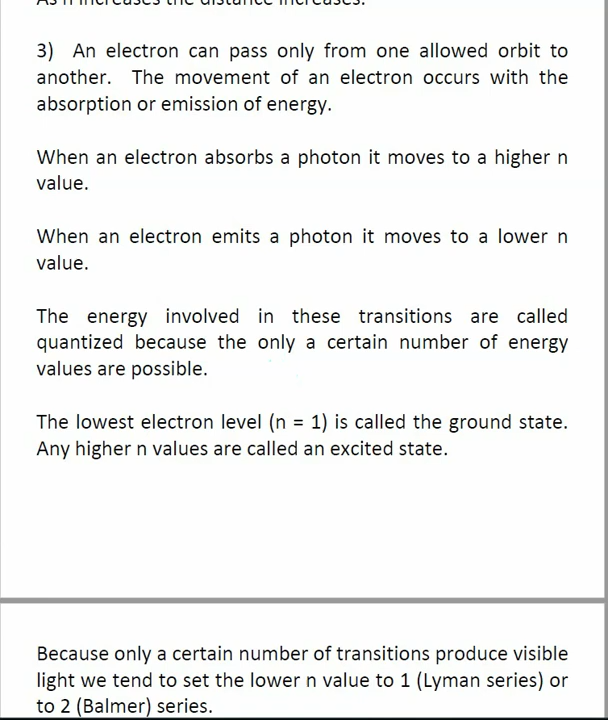 As n increases the distance increases.
3) An electron can pass only from one allowed orbit to
another. The movement of an electron occurs with the
absorption or emission of energy.
When an electron absorbs a photon it moves to a higher n
value.
When an electron emits a photon it moves to a lower n
value.
The energy involved in these transitions are called
quantized because the only a certain number of energy
values are possible.
The lowest electron level (n = 1) is called the ground state.
Any higher n values are called an excited state.
Because only a certain number of transitions produce visible
light we tend to set the lower n value to 1 (Lyman series) or
to 2 (Balmer) series.